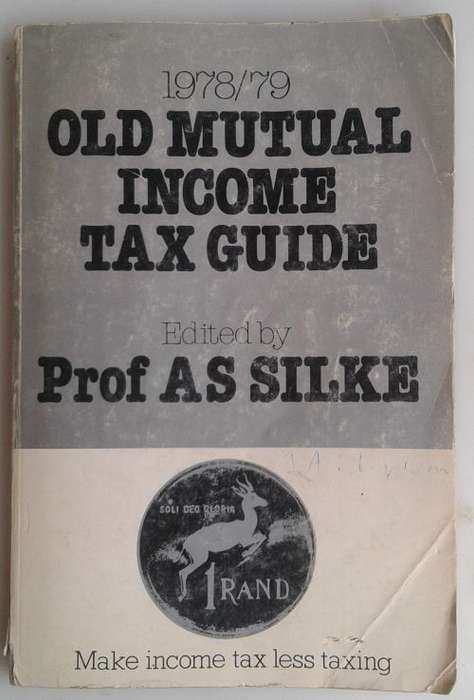 1978/'79
OLD MUTUAL
INCOME
TAX GUIDE
Edited by
Prof AS SILKE
SOLI DEO GLORIA
1 RAND
Make income tax less taxing